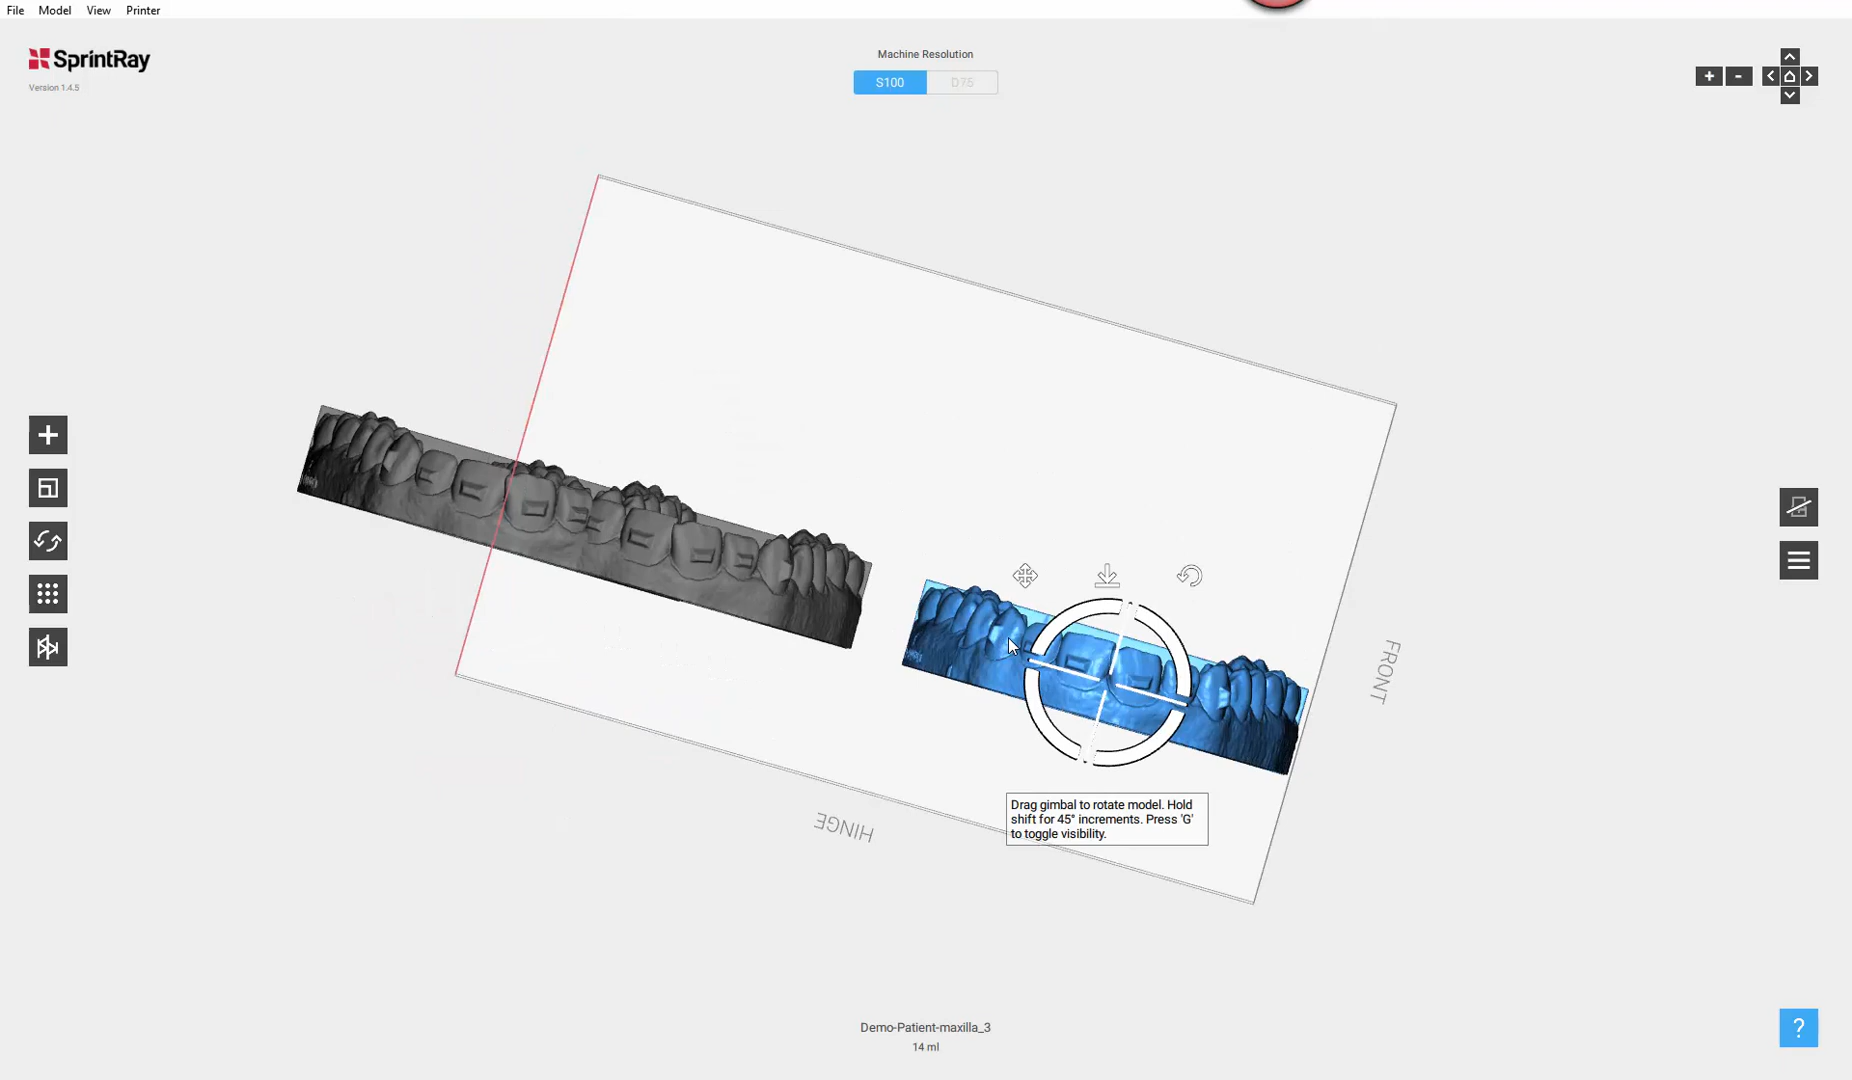 File Model View Printer
SprintRay
Version 1.4.5
Machine Resolution
S100 D75
FRONT
HINGE
Drag gimbal to rotate model. Hold
shift for 45° increments. Press 'G'
to toggle visibility.
Demo-Patient-maxilla_3
14 ml
?